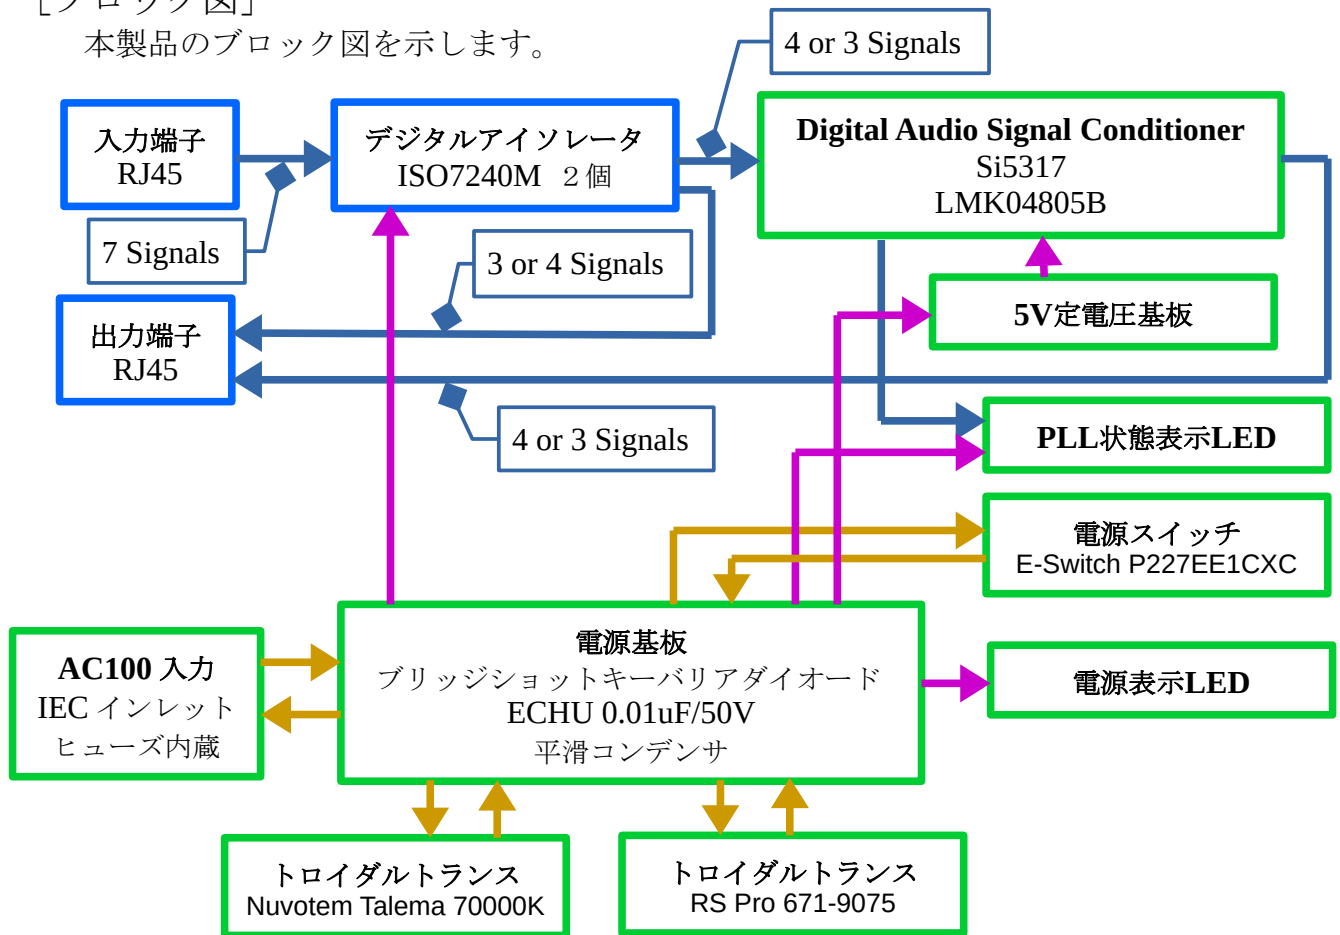 ［ブロック図］
本製品のブロック図を示します。
4 or 3 Signals
入力端子
RJ45
デジタルアイソレータ
ISO7240M ２個
Digital Audio Signal Conditioner
Si5317
LMK04805B
7 Signals
3 or 4 Signals
出力端子
RJ45
5V定電圧基板
4 or 3 Signals
PLL状態表示LED
電源スイッチ
E-Switch P227EE1CXC
AC100 入力
IEC インレット
ヒューズ内蔵
電源基板
ブリッジショットキーバリアダイオード
ECHU 0.01uF/50V
平滑コンデンサ
電源表示LED
トロイダルトランス
Nuvotem Talema 70000K
トロイダルトランス
RS Pro 671-9075